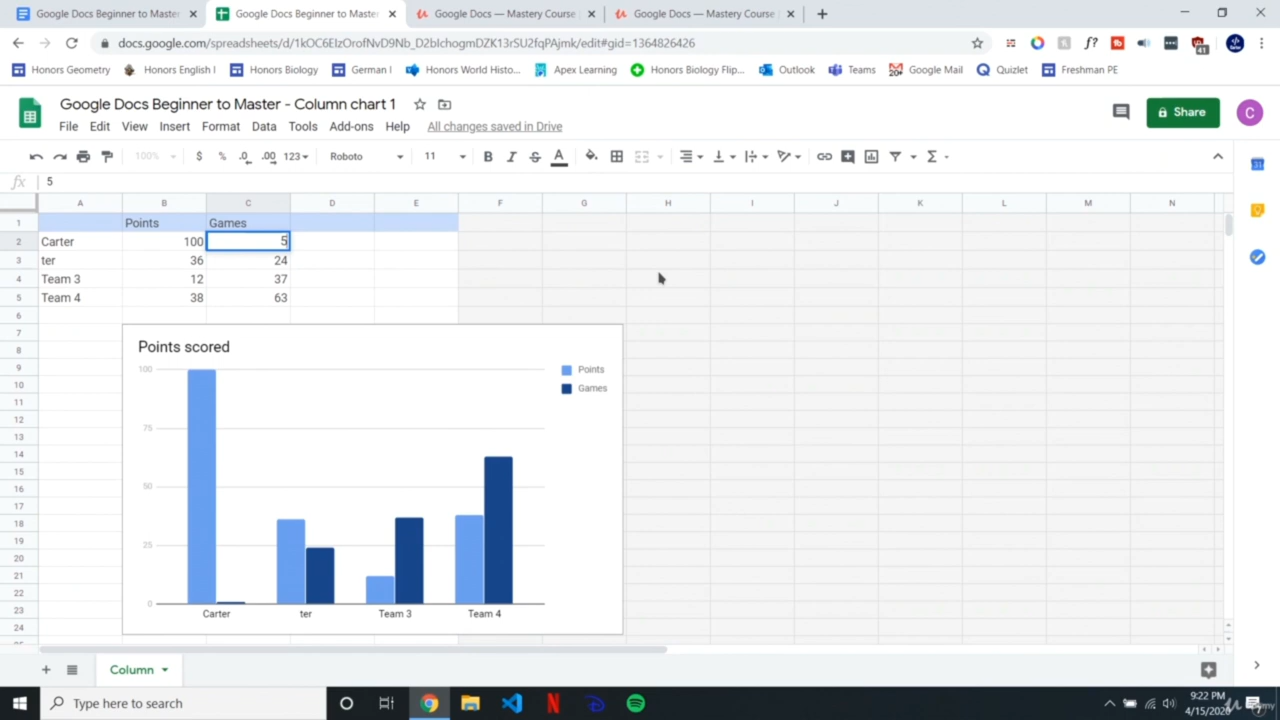 Google Docs Beginner to Master
Google Docs Beginner to Master
Google Docs — Mastery Course
Google Docs — Mastery Course
docs.google.com/spreadsheets/d/
Honors Geometry
Honors English I
Honors Biology
German I
Honors World Histo...
Apex Learning
Honors Biology Flip...
Outlook
Teams
Google Mail
Quizlet
Freshman PE
Google Docs Beginner to Master - Column chart 1
Share
C
File Edit View Insert Format Data Tools Add-ons Help All changes saved in Drive
100% $ % .0 .00 123 Roboto 11 B I S A Σ
fx 5
A B C D E F G H I J K L M N
1 Points Games
2 Carter 100 5
3 ter 36 24
4 Team 3 12 37
5 Team 4 38 63
6
7
8
9
10
11
12
13
14
15
16
17
18
19
20
21
22
23
24
Points scored
100
75
50
25
0
Points
Games
Carter ter Team 3 Team 4
Column
Type here to search
9:22 PM
4/15/2020